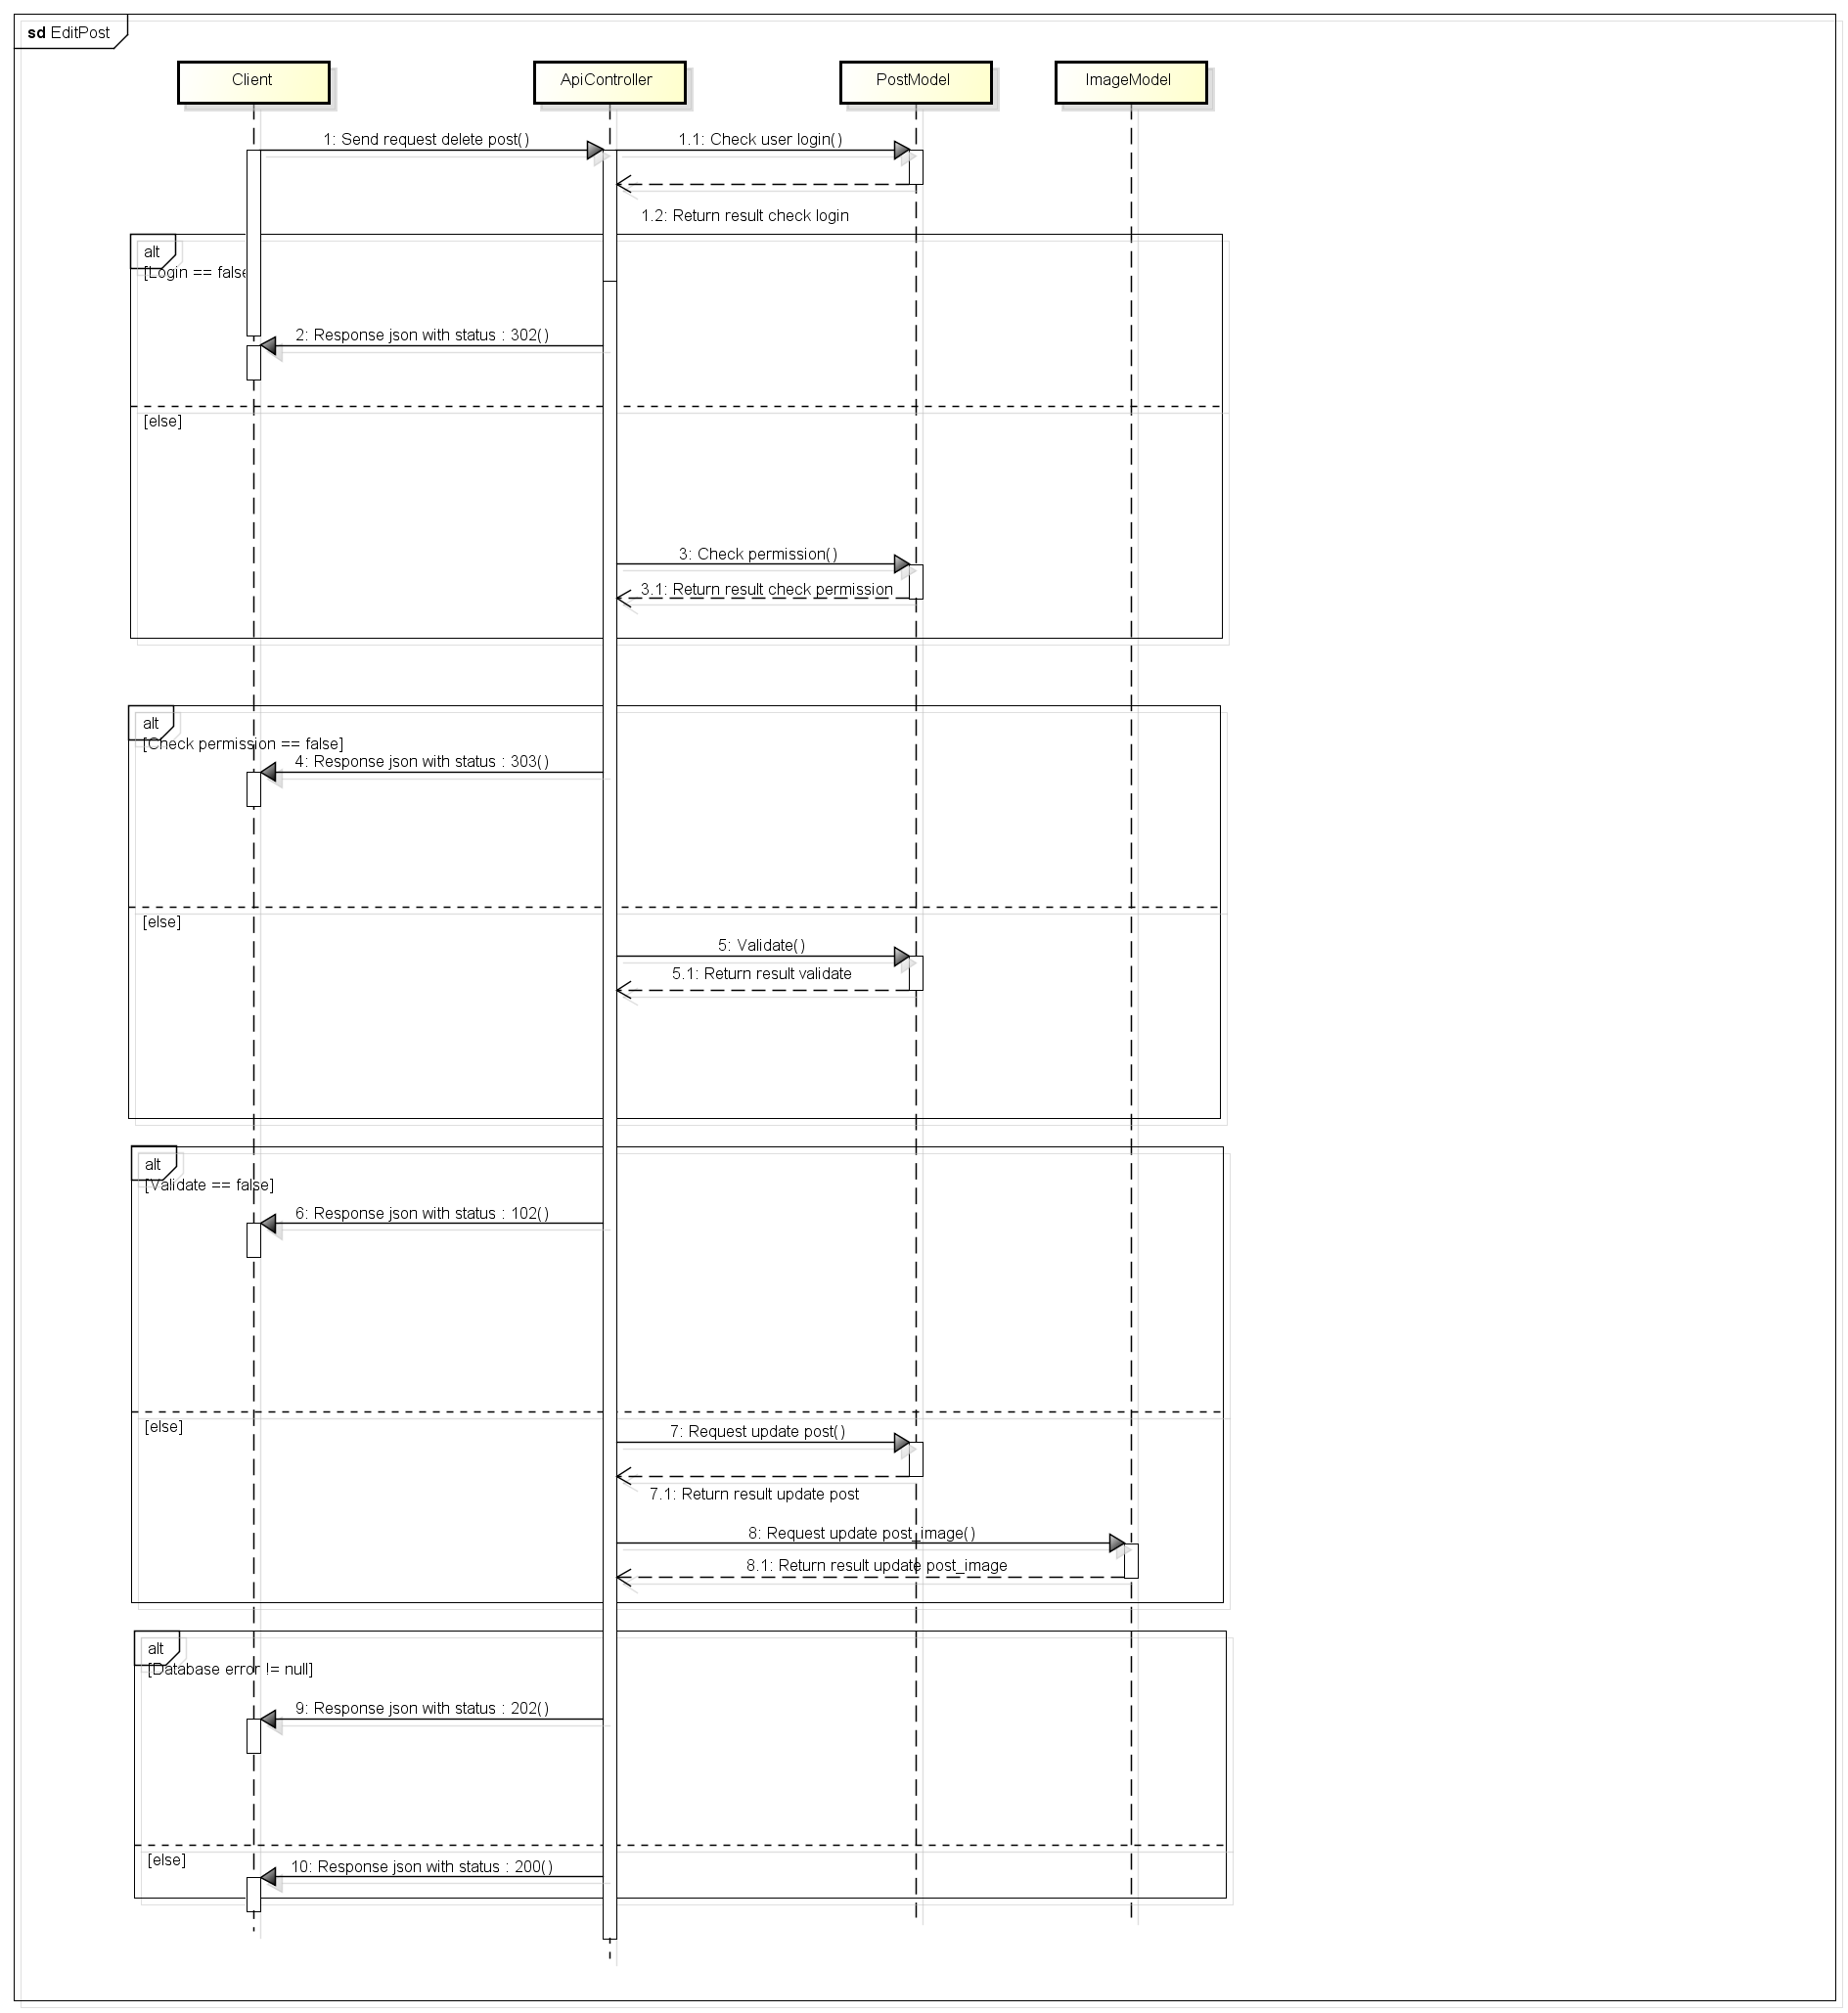 sd EditPost
Client
ApiController
PostModel
ImageModel
1: Send request delete post()
1.1: Check user login()
1.2: Return result check login
alt
[Login == false
2: Response json with status : 302()
[else]
3: Check permission()
3.1: Return result check permission
alt
[Check permission == false]
4: Response json with status : 303()
[else]
5: Validate()
5.1: Return result validate
alt
[Validate == false]
6: Response json with status : 102()
[else]
7: Request update post()
7.1: Return result update post
8: Request update post_image()
8.1: Return result update post_image
alt
[Database error != null]
9: Response json with status : 202()
[else]
10: Response json with status : 200()